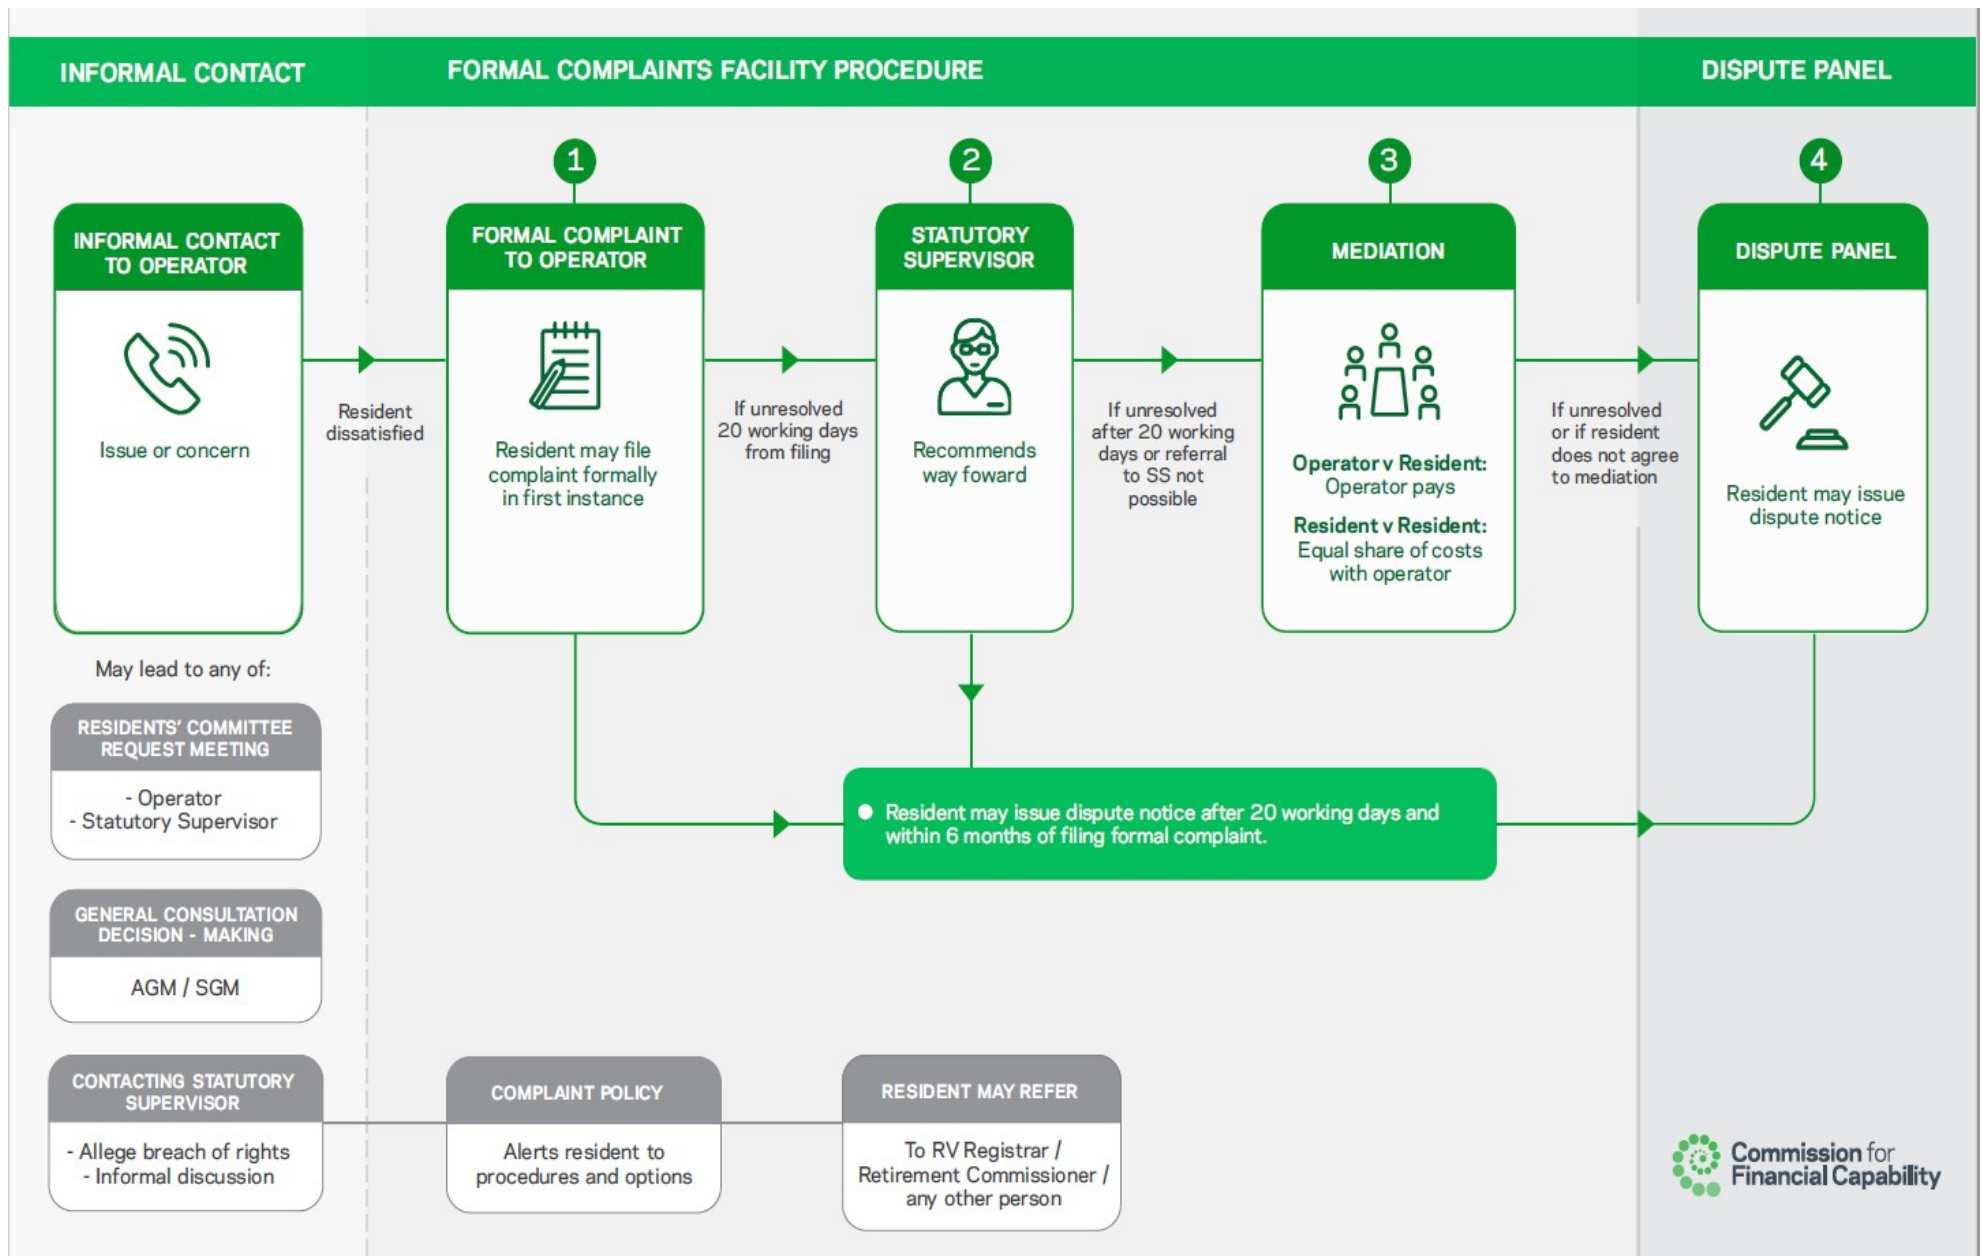 INFORMAL CONTACT
FORMAL COMPLAINTS FACILITY PROCEDURE
DISPUTE PANEL
INFORMAL CONTACT
TO OPERATOR
Issue or concern
Resident
dissatisfied
1
FORMAL COMPLAINT
TO OPERATOR
Resident may file
complaint formally
in first instance
If unresolved
20 working days
from filing
2
STATUTORY
SUPERVISOR
Recommends
way foward
If unresolved
after 20 working
days or referral
to SS not
possible
3
MEDIATION
Operator v Resident:
Operator pays
Resident v Resident:
Equal share of costs
with operator
If unresolved
or if resident
does not agree
to mediation
4
DISPUTE PANEL
Resident may issue
dispute notice
Resident may issue dispute notice after 20 working days and
within 6 months of filing formal complaint.
May lead to any of:
RESIDENTS' COMMITTEE
REQUEST MEETING
- Operator
- Statutory Supervisor
GENERAL CONSULTATION
DECISION - MAKING
AGM / SGM
CONTACTING STATUTORY
SUPERVISOR
- Allege breach of rights
- Informal discussion
COMPLAINT POLICY
Alerts resident to
procedures and options
RESIDENT MAY REFER
To RV Registrar /
Retirement Commissioner /
any other person
Commission for
Financial Capability